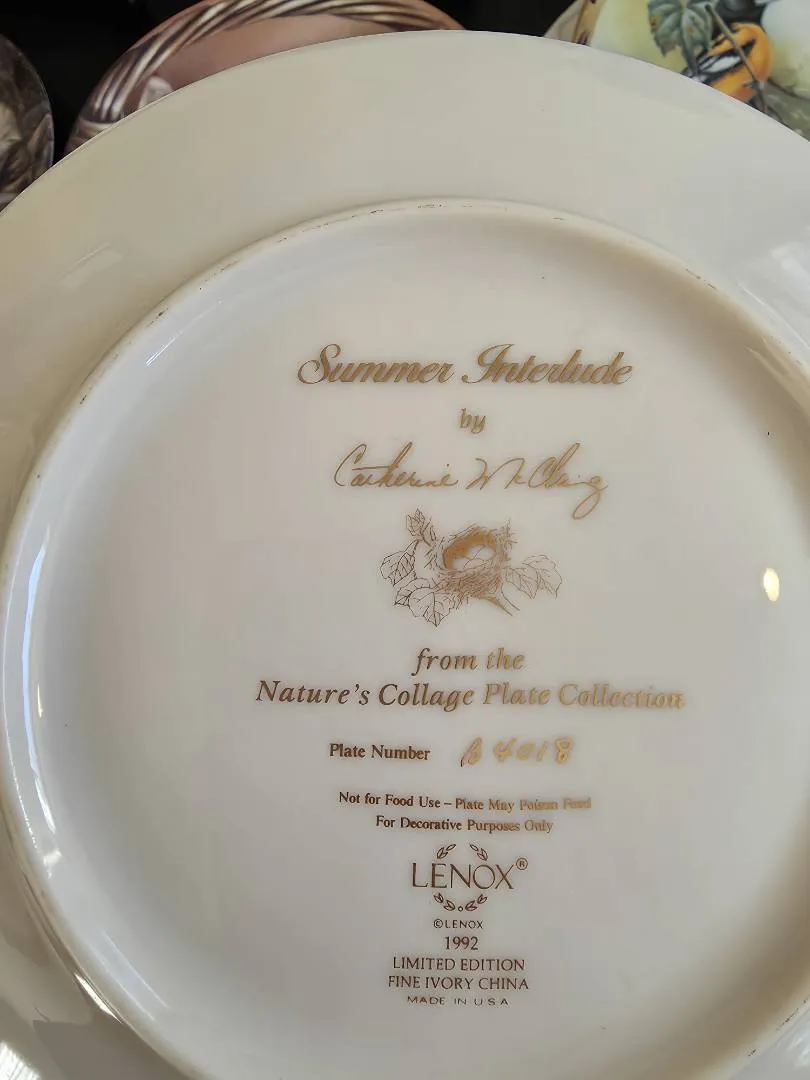 Summer Interlude
by
Catherine McClung
from the
Nature's Collage Plate Collection
Plate Number B4018
Not for Food Use – Plate May Poison Food
For Decorative Purposes Only
LENOX®
©LENOX
1992
LIMITED EDITION
FINE IVORY CHINA
MADE IN U S A